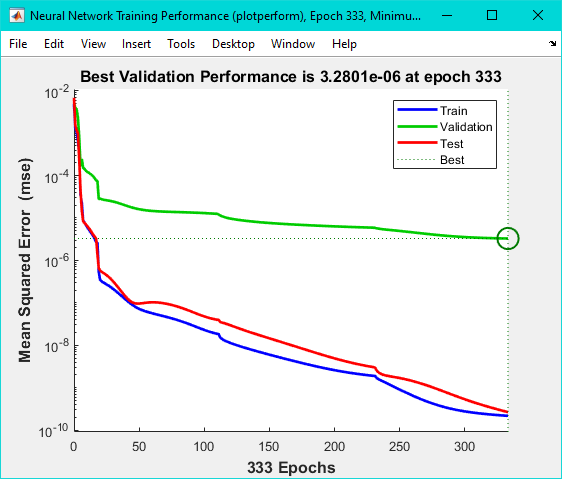 Neural Network Training Performance (plotperform), Epoch 333, Minimu...
File Edit View Insert Tools Desktop Window Help
Best Validation Performance is 3.2801e-06 at epoch 333
Train
Validation
Test
Best
Mean Squared Error (mse)
10^-2
10^-4
10^-6
10^-8
10^-10
0 50 100 150 200 250 300
333 Epochs